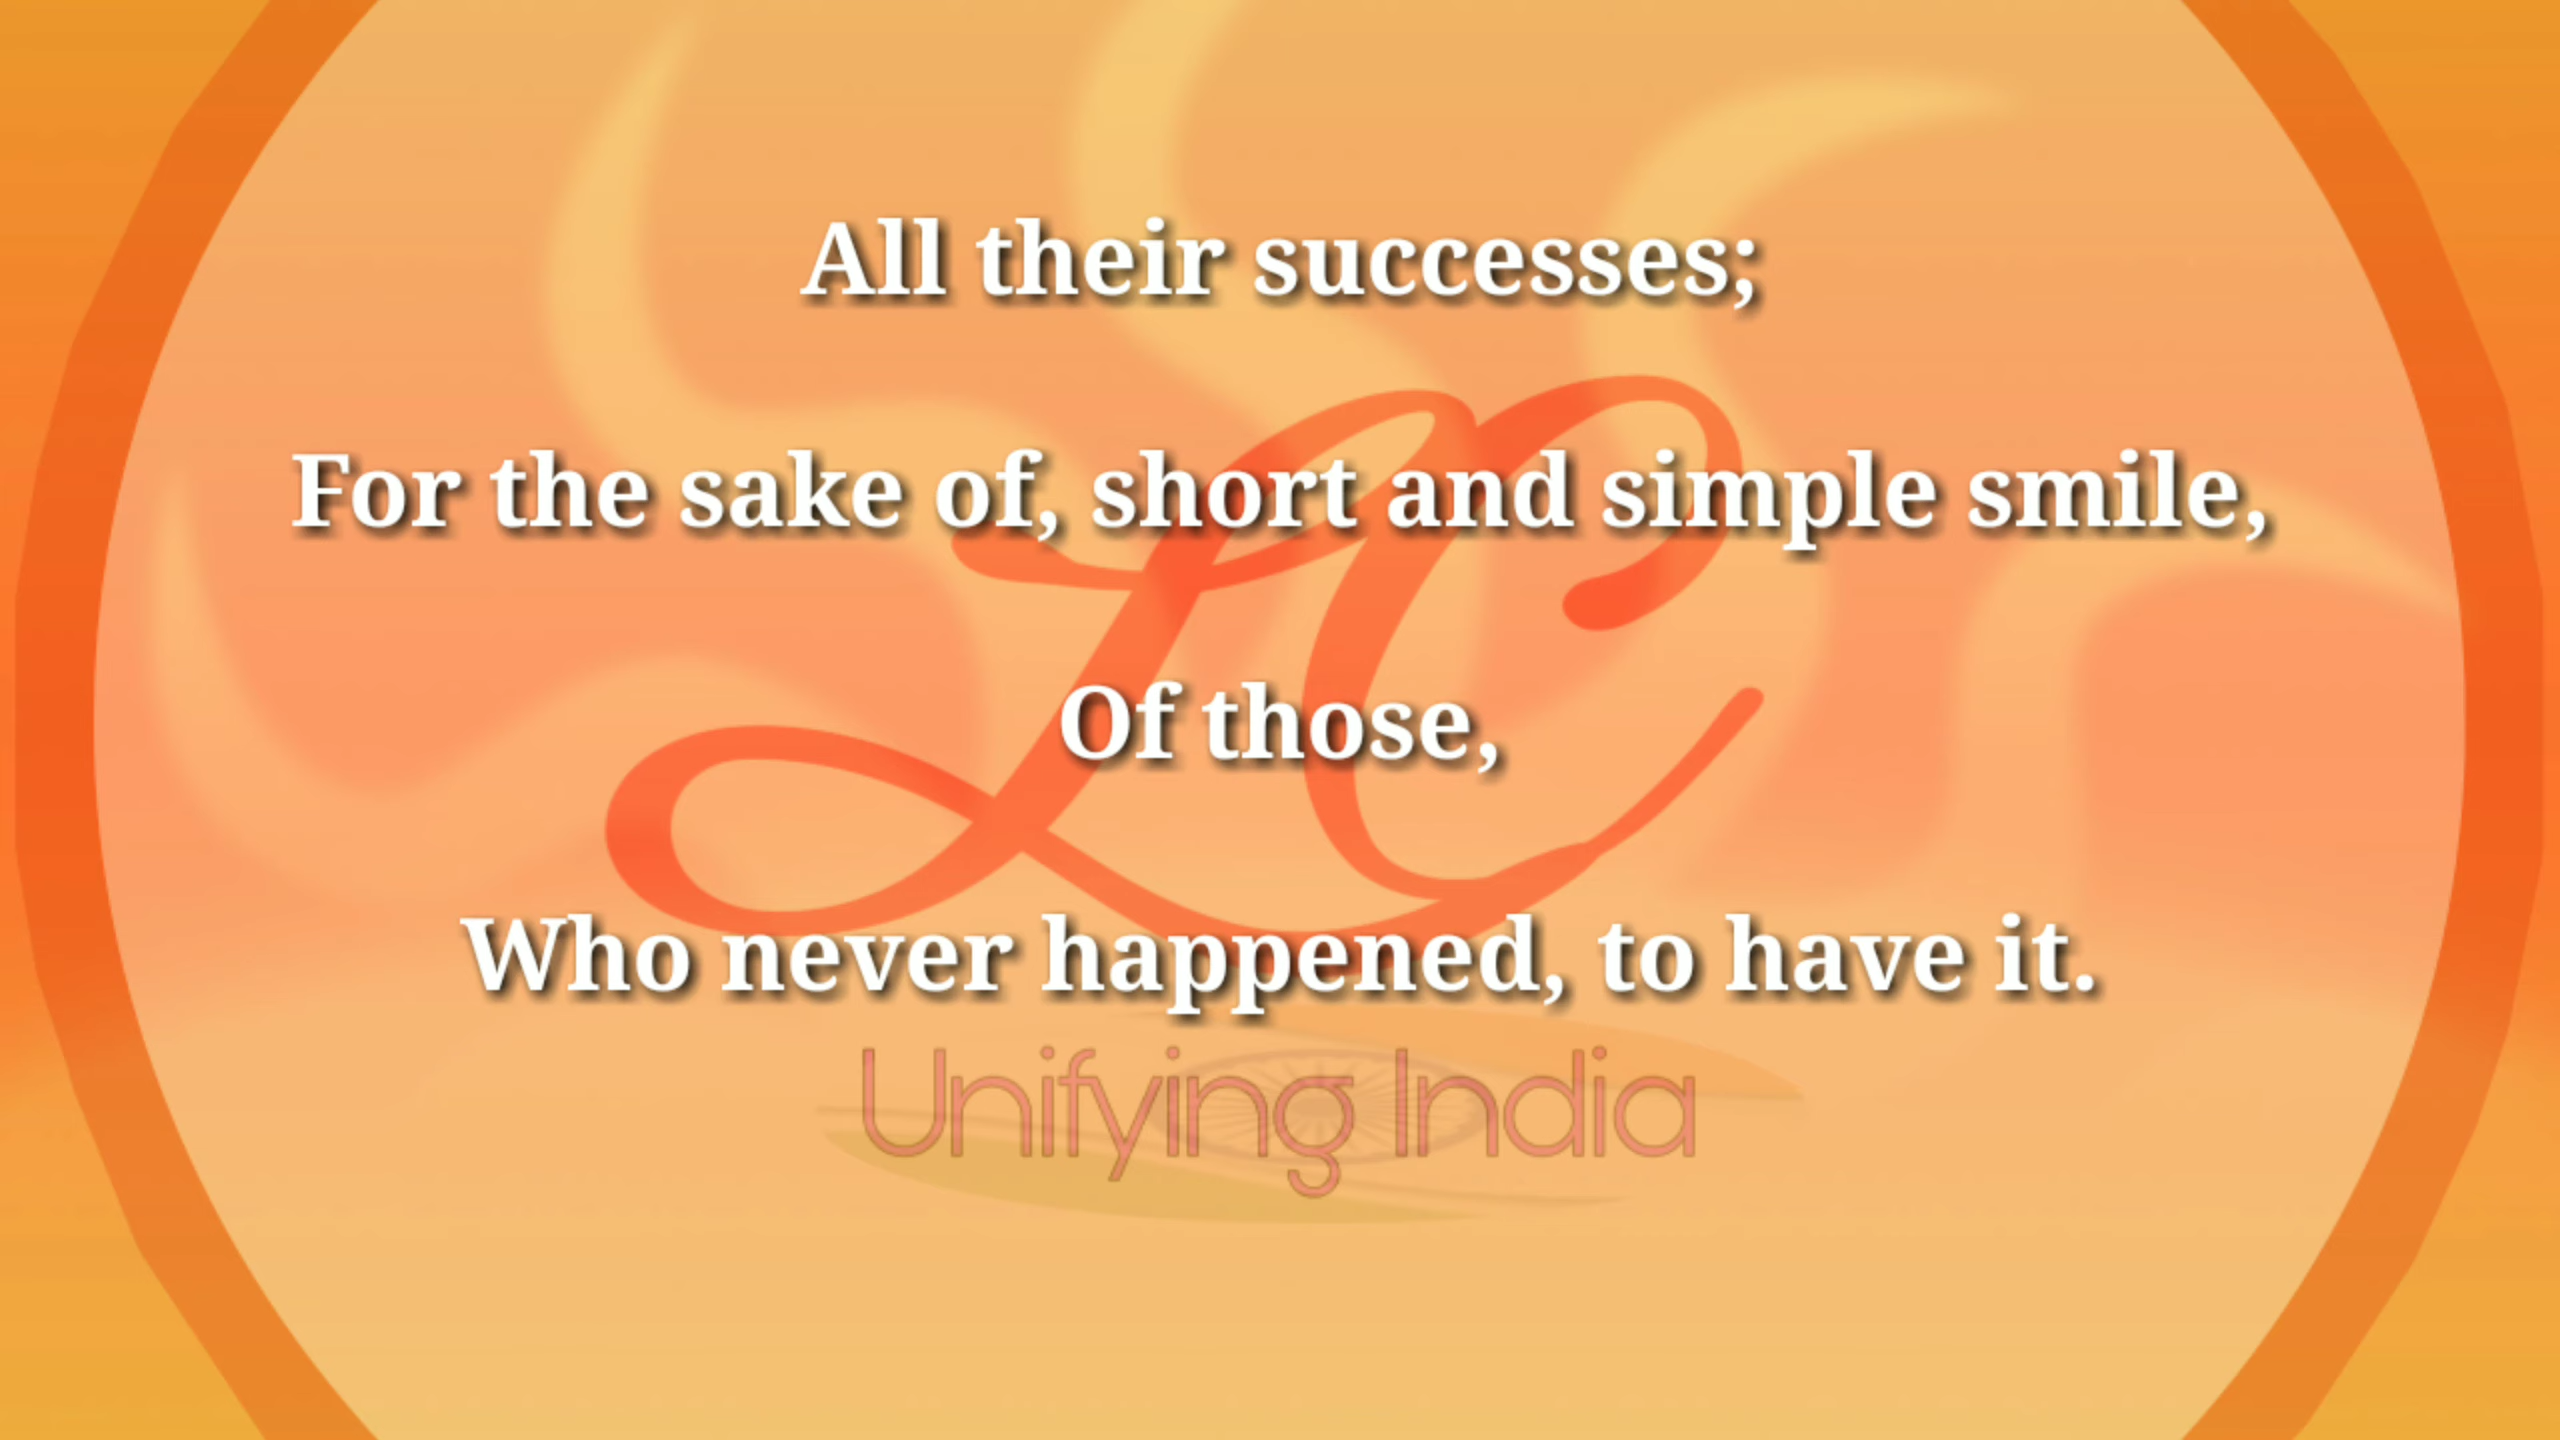 All their successes;
For the sake of, short and simple smile,
Of those,
Who never happened, to have it.
LC
Unifying India